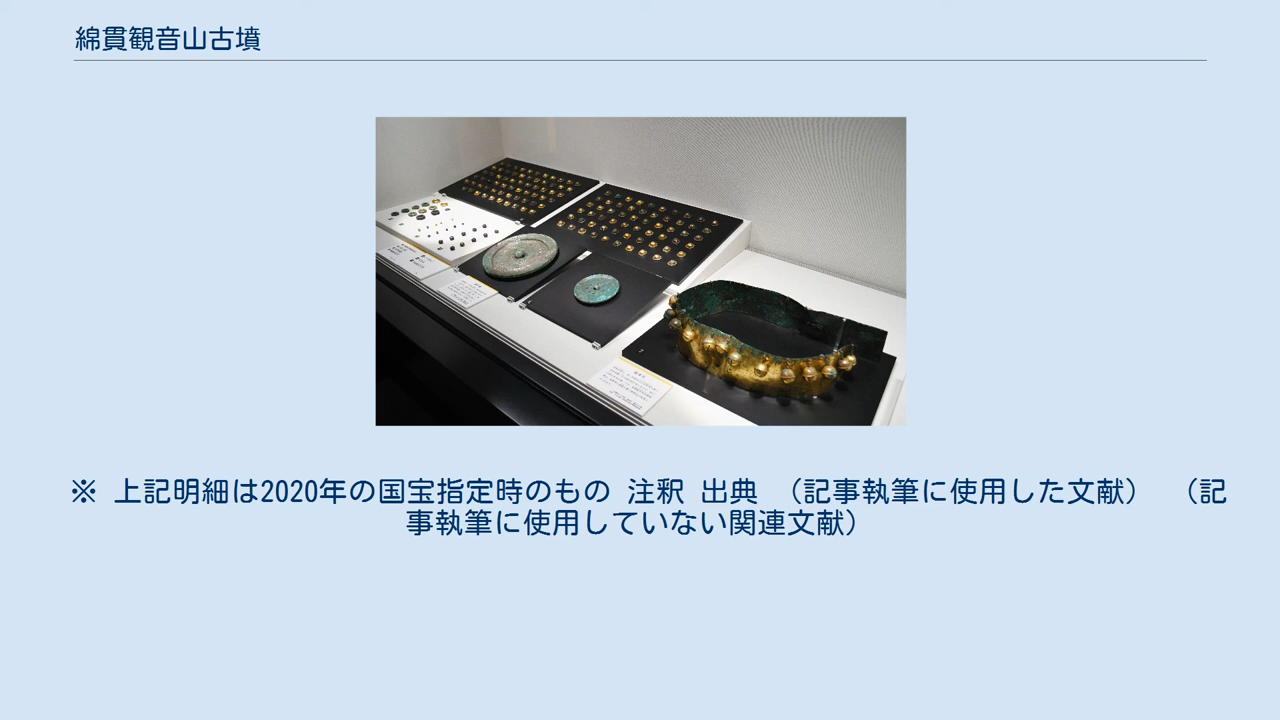 綿貫観音山古墳
※ 上記明細は2020年の国宝指定時のもの 注釈 出典 （記事執筆に使用した文献） （記
事執筆に使用していない関連文献）